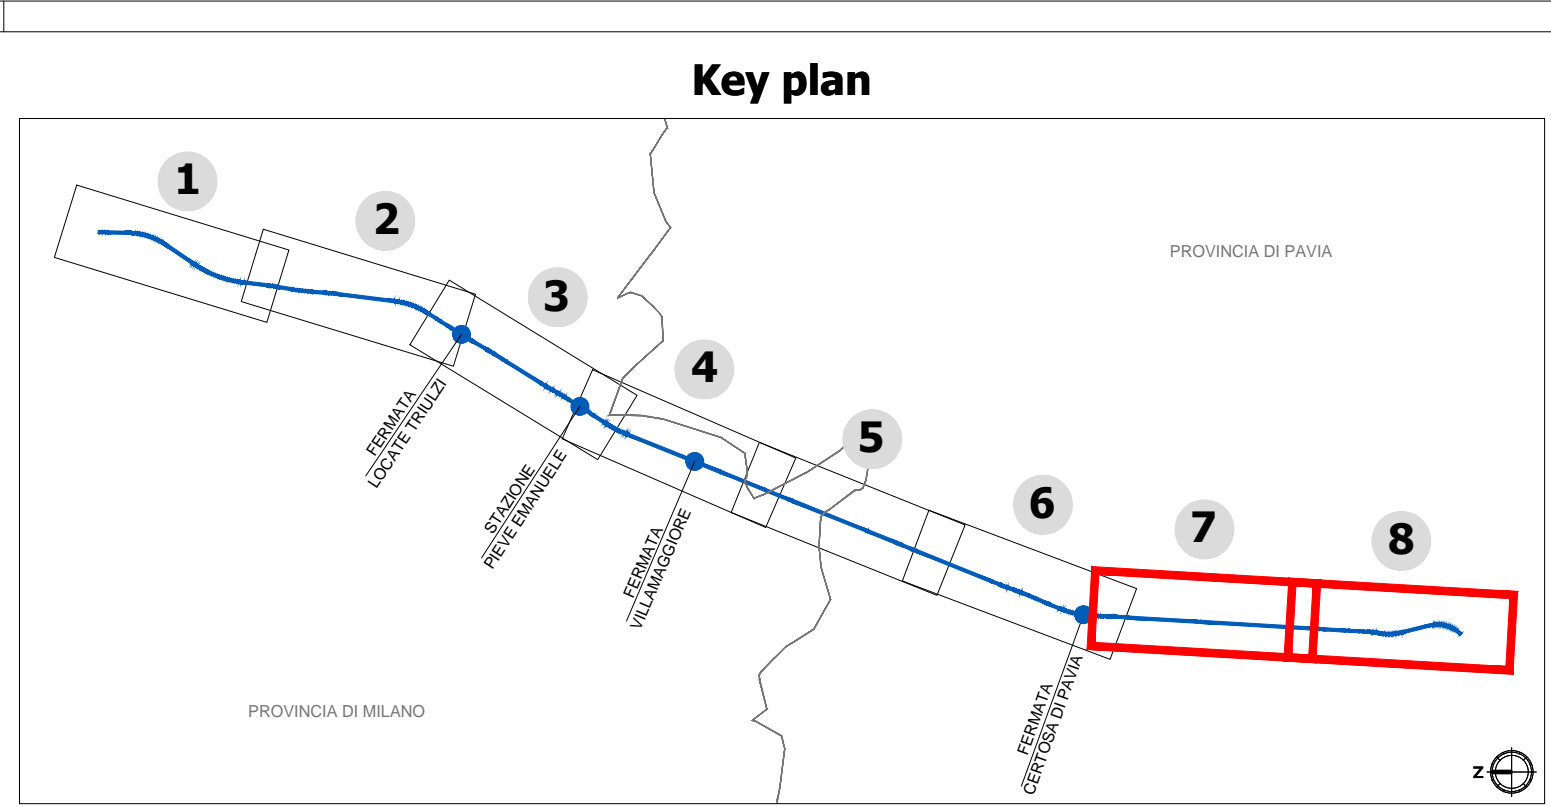 Key plan
1
2
3
4
5
6
7
8
PROVINCIA DI PAVIA
FERMATA
LOCATE TRIULZI
STAZIONE
PIEVE EMANUELE
FERMATA
VILLAMAGGIORE
FERMATA
CERTOSA DI PAVIA
PROVINCIA DI MILANO
Z